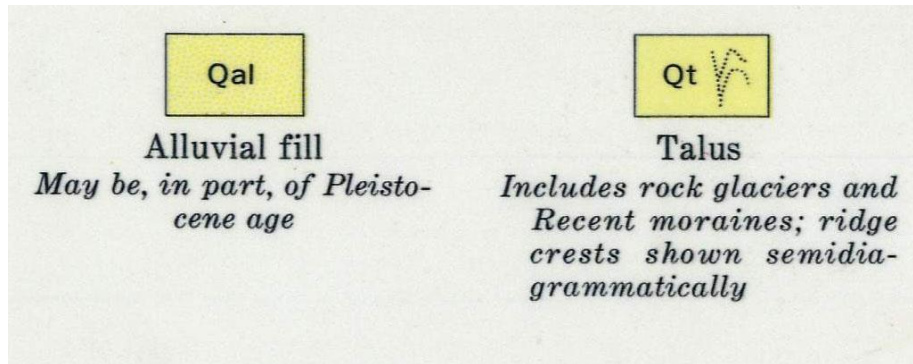 Qal
Alluvial fill
May be, in part, of Pleisto-
cene age
Qt
Talus
Includes rock glaciers and
Recent moraines; ridge
crests shown semidia-
grammatically